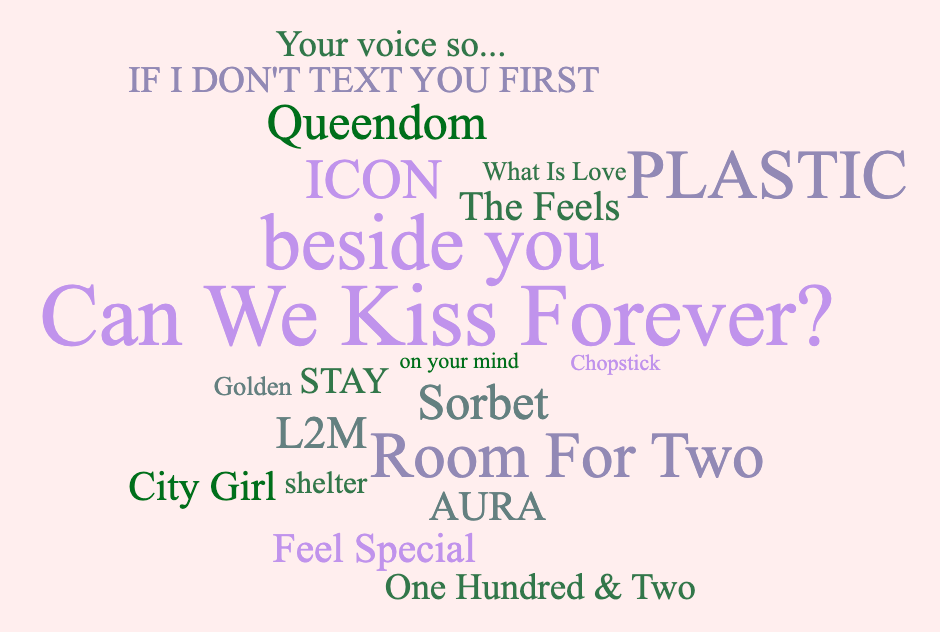 Your voice so...
IF I DON'T TEXT YOU FIRST
Queendom
ICON
What Is Love
PLASTIC
The Feels
beside you
Can We Kiss Forever?
on your mind
Chopstick
Golden
STAY
Sorbet
L2M
Room For Two
City Girl
shelter
AURA
Feel Special
One Hundred & Two